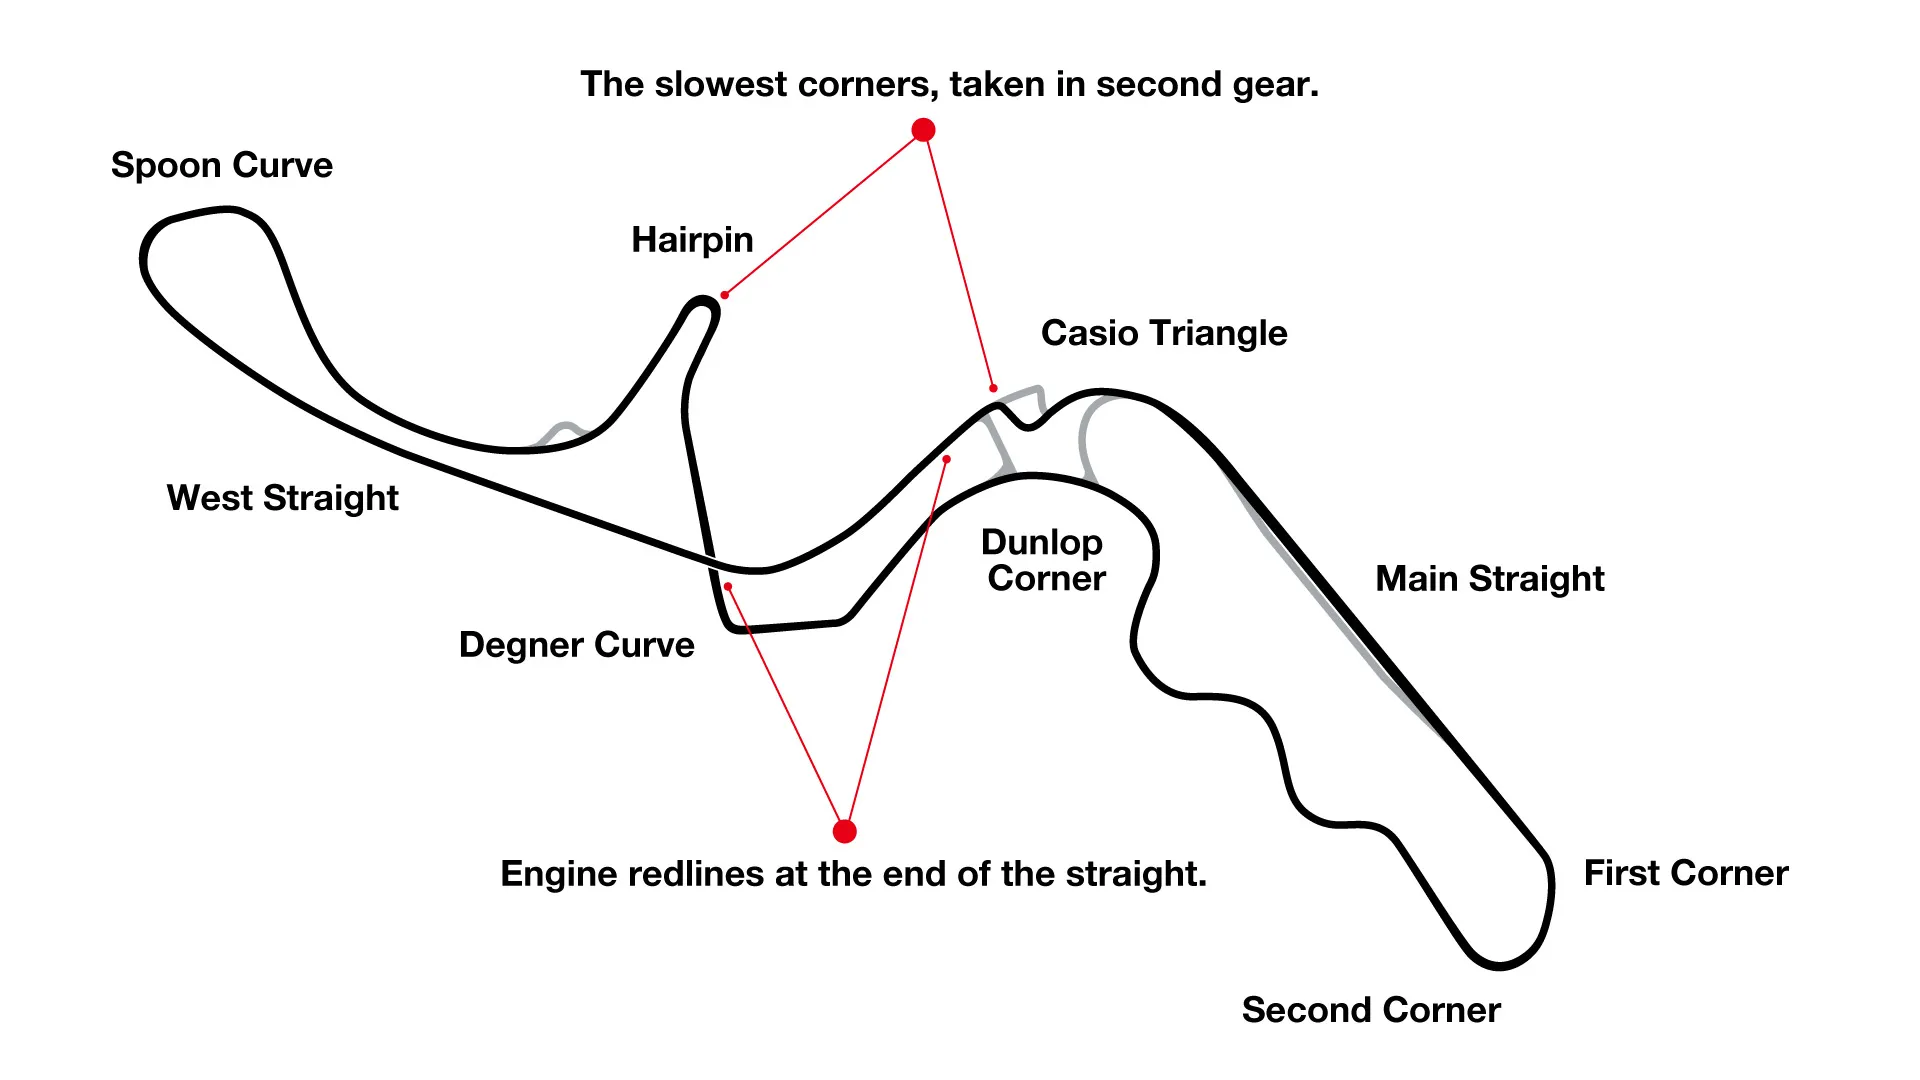 The slowest corners, taken in second gear.
Spoon Curve
Hairpin
Casio Triangle
West Straight
Dunlop
Corner
Main Straight
Degner Curve
Engine redlines at the end of the straight.
First Corner
Second Corner